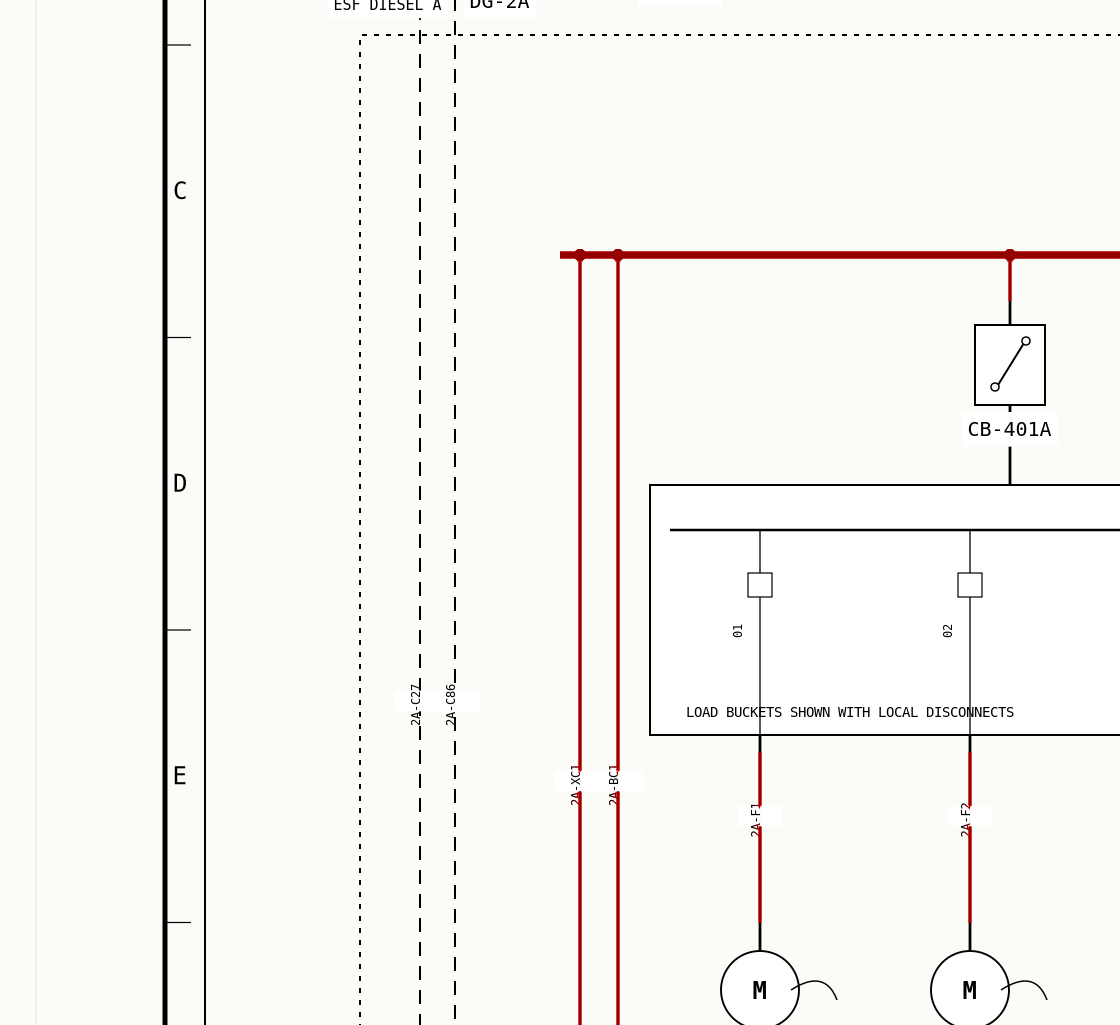 ESF DIESEL A
DG-2A
C
CB-401A
D
01
02
2A-C27
2A-C86
LOAD BUCKETS SHOWN WITH LOCAL DISCONNECTS
E
2A-XC1
2A-BC1
2A-F1
2A-F2
M
M